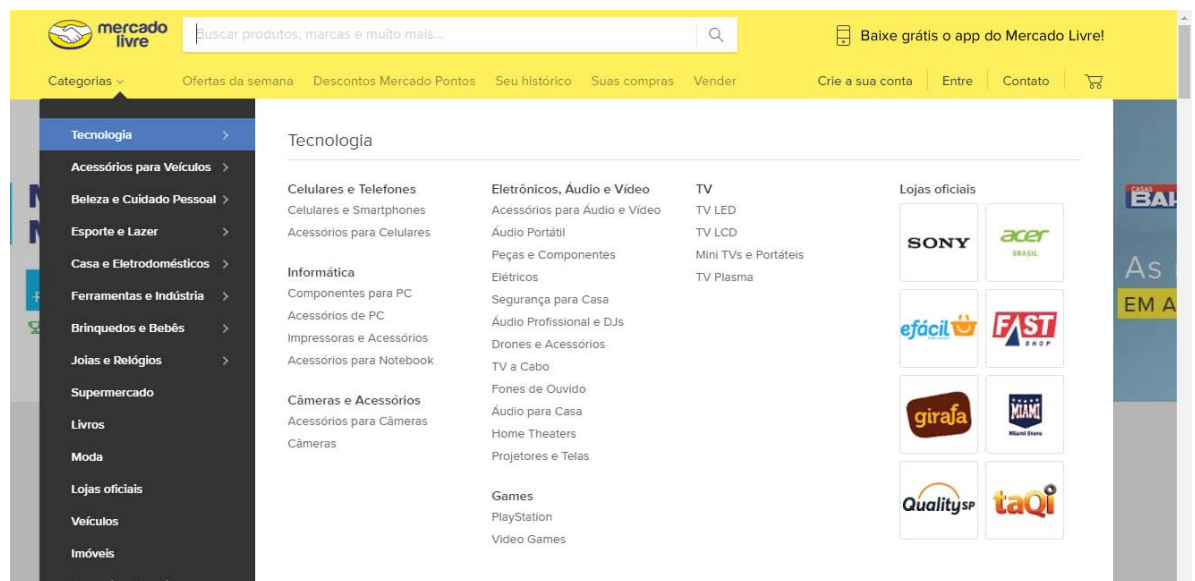 mercado
livre
Buscar produtos, marcas e muito mais...
Baixe grátis o app do Mercado Livre!
Categorias
Ofertas da semana
Descontos Mercado Pontos
Seu histórico
Suas compras
Vender
Crie a sua conta
Entre
Contato
Tecnologia
Acessórios para Veículos
Beleza e Cuidado Pessoal
Esporte e Lazer
Casa e Eletrodomésticos
Ferramentas e Indústria
Brinquedos e Bebês
Joias e Relógios
Supermercado
Livros
Moda
Lojas oficiais
Veículos
Imóveis
Tecnologia
Celulares e Telefones
Celulares e Smartphones
Acessórios para Celulares
Informática
Componentes para PC
Acessórios de PC
Impressoras e Acessórios
Acessórios para Notebook
Câmeras e Acessórios
Acessórios para Câmeras
Câmeras
Eletrônicos, Áudio e Vídeo
Acessórios para Áudio e Vídeo
Áudio Portátil
Peças e Componentes
Elétricos
Segurança para Casa
Áudio Profissional e DJs
Drones e Acessórios
TV a Cabo
Fones de Ouvido
Áudio para Casa
Home Theaters
Projetores e Telas
Games
PlayStation
Video Games
TV
TV LED
TV LCD
Mini TVs e Portáteis
TV Plasma
Lojas oficiais
SONY
acer
BRASIL
efácil
FAST
SHOP
girafa
MIAMI
Miami Store
Qualitysp
taQi
CASAS
As
EM A